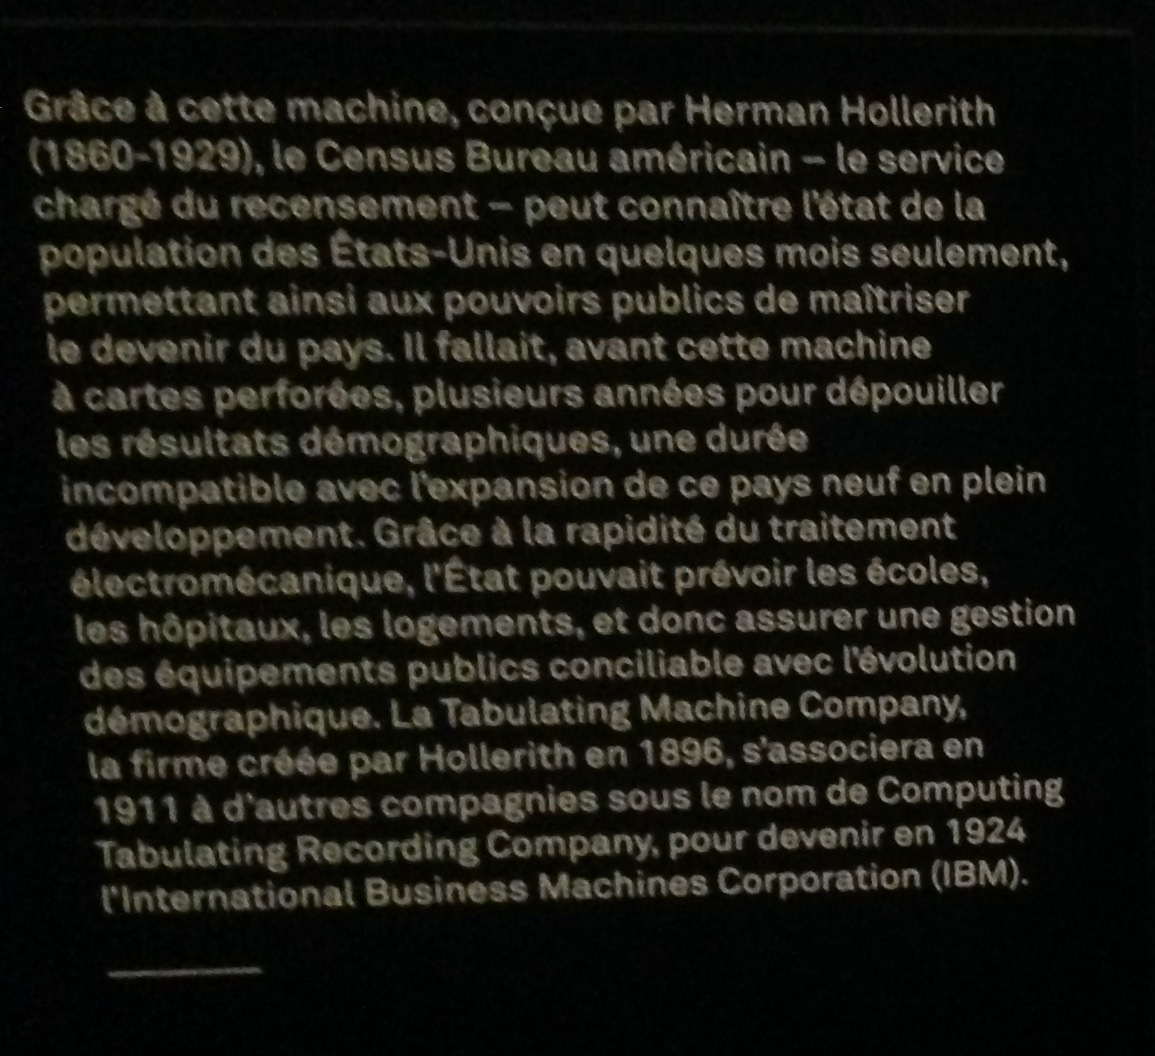 Grâce à cette machine, conçue par Herman Hollerith
(1860-1929), le Census Bureau américain – le service
chargé du recensement – peut connaître l'état de la
population des États-Unis en quelques mois seulement,
permettant ainsi aux pouvoirs publics de maîtriser
le devenir du pays. Il fallait, avant cette machine
à cartes perforées, plusieurs années pour dépouiller
les résultats démographiques, une durée
incompatible avec l'expansion de ce pays neuf en plein
développement. Grâce à la rapidité du traitement
électromécanique, l'État pouvait prévoir les écoles,
les hôpitaux, les logements, et donc assurer une gestion
des équipements publics conciliable avec l'évolution
démographique. La Tabulating Machine Company,
la firme créée par Hollerith en 1896, s'associera en
1911 à d'autres compagnies sous le nom de Computing
Tabulating Recording Company, pour devenir en 1924
l'International Business Machines Corporation (IBM).